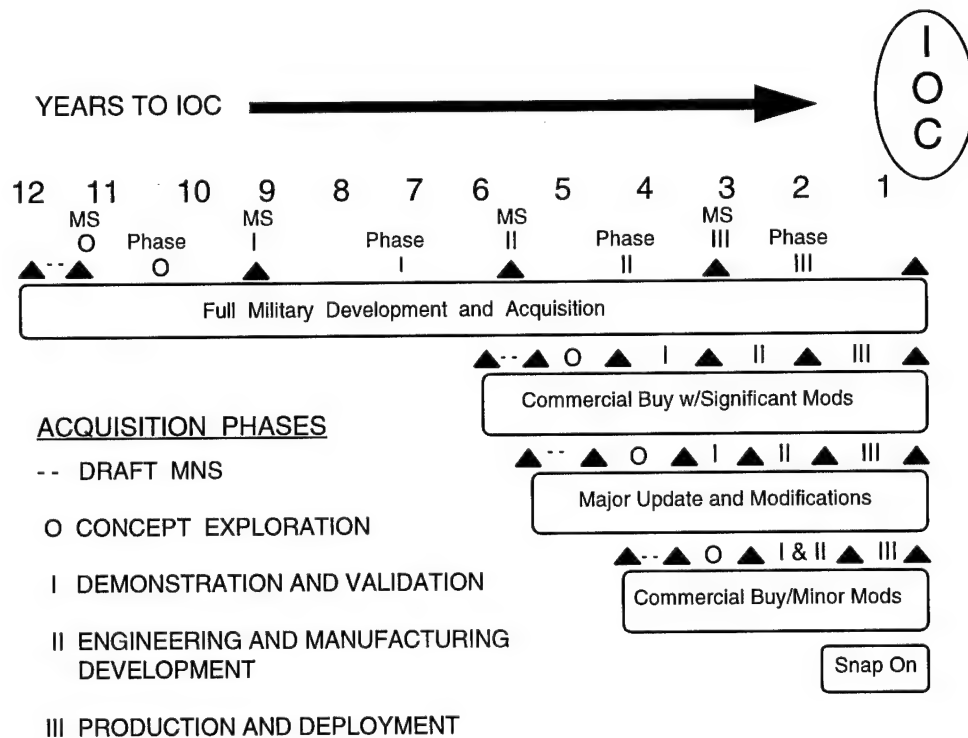 I
O
C
YEARS TO IOC
12 11 10 9 8 7 6 5 4 3 2 1
MS MS MS MS
O Phase I Phase II Phase III Phase
-- O I II III
Full Military Development and Acquisition
-- O I II III
Commercial Buy w/Significant Mods
ACQUISITION PHASES
-- DRAFT MNS
-- O I II III
Major Update and Modifications
O CONCEPT EXPLORATION
-- O I & II III
I DEMONSTRATION AND VALIDATION
Commercial Buy/Minor Mods
II ENGINEERING AND MANUFACTURING
DEVELOPMENT
Snap On
III PRODUCTION AND DEPLOYMENT